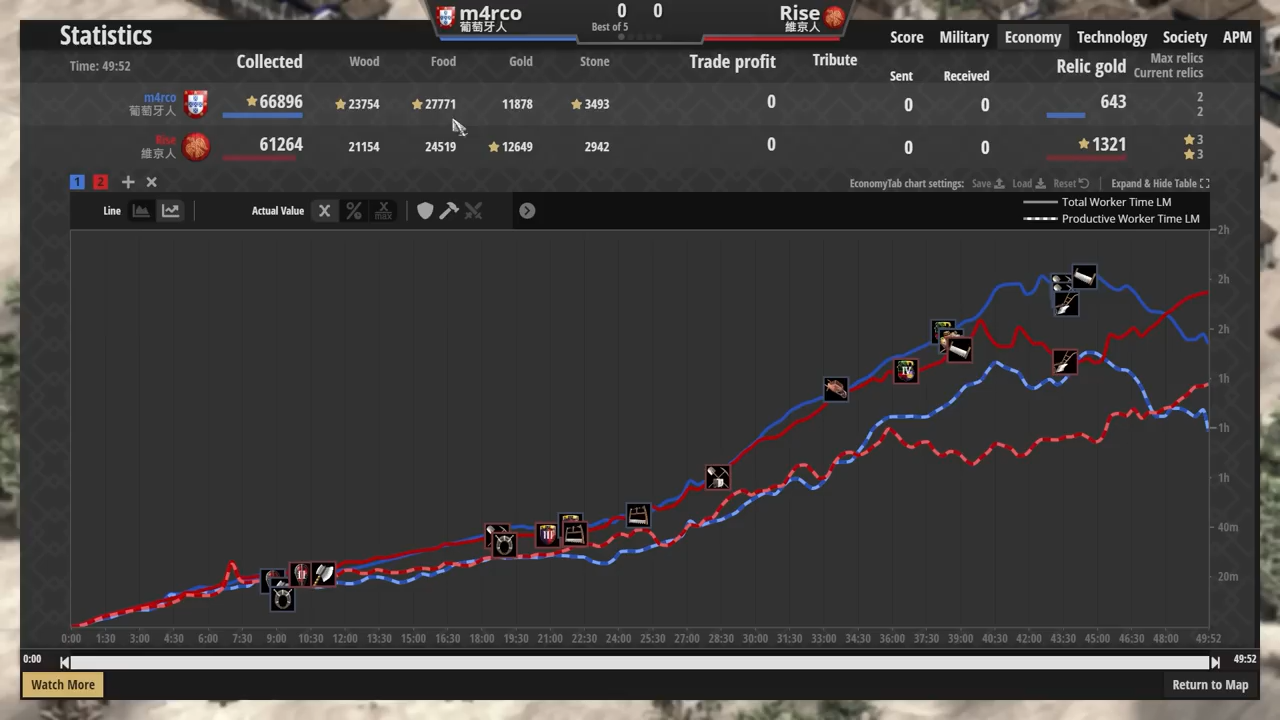 m4rco
葡萄牙人
0 0
Best of 5
Rise
維京人
Statistics
Score Military Economy Technology Society APM
Time: 49:52
Collected Wood Food Gold Stone Trade profit Tribute Sent Received Relic gold Max relics
Current relics
m4rco
葡萄牙人
66896 23754 27771 11878 3493 0 0 0 643 2
2
Rise
維京人
61264 21154 24519 12649 2942 0 0 0 1321 3
3
1 2 + ×
EconomyTab chart settings: Save Load Reset Expand & Hide Table
Line Actual Value X % X/max
Total Worker Time LM
Productive Worker Time LM
2h
2h
2h
1h
1h
1h
40m
20m
III
IV
II
0:00 1:30 3:00 4:30 6:00 7:30 9:00 10:30 12:00 13:30 15:00 16:30 18:00 19:30 21:00 22:30 24:00 25:30 27:00 28:30 30:00 31:30 33:00 34:30 36:00 37:30 39:00 40:30 42:00 43:30 45:00 46:30 48:00 49:52
0:00 49:52
Watch More
Return to Map